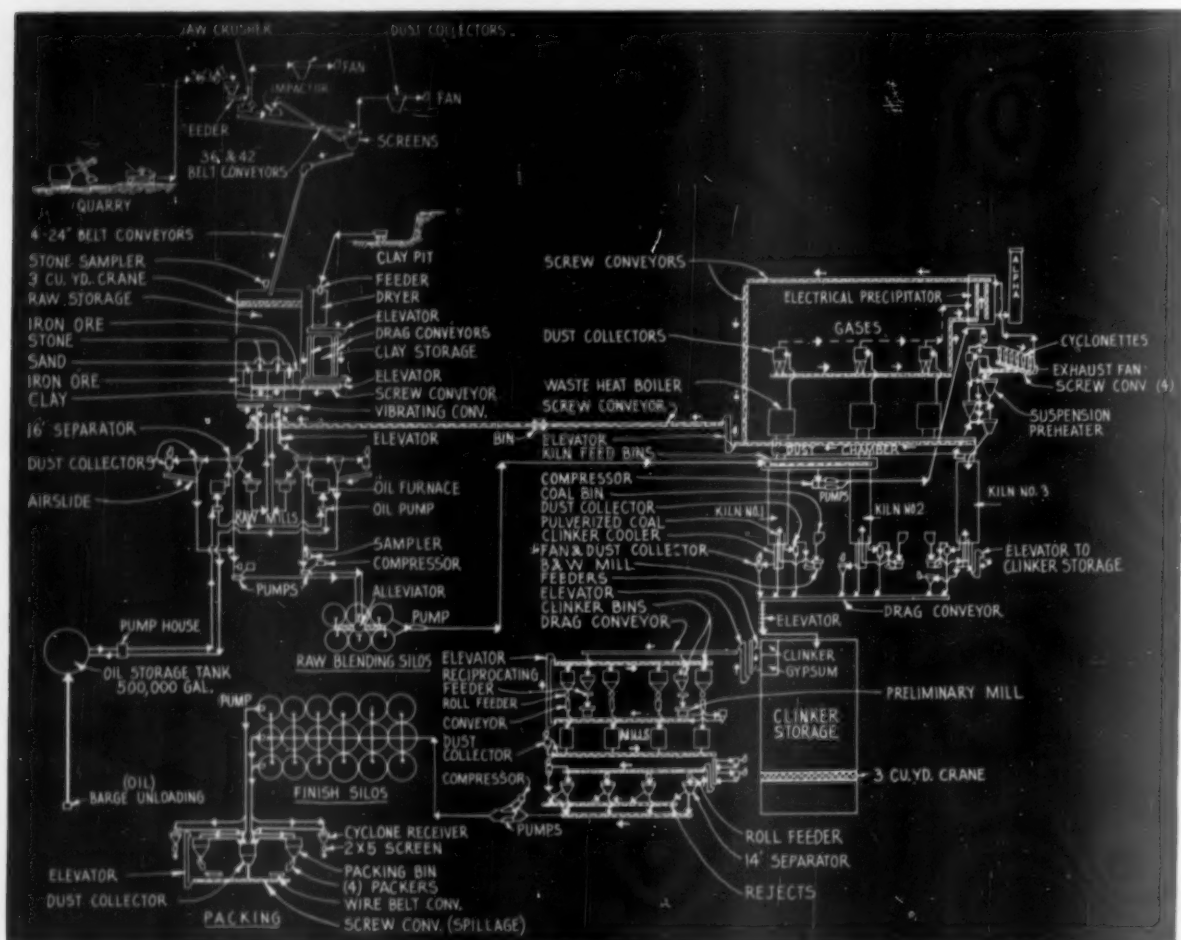 JAW CRUSHER
DUST COLLECTORS
FAN
IMPACTOR
FAN
FEEDER
SCREENS
36 & 42
BELT CONVEYORS
QUARRY
4-24" BELT CONVEYORS
CLAY PIT
STONE SAMPLER
3 CU. YD. CRANE
RAW STORAGE
FEEDER
DRYER
ELEVATOR
DRAG CONVEYORS
CLAY STORAGE
IRON ORE
STONE
SAND
IRON ORE
CLAY
ELEVATOR
SCREW CONVEYOR
VIBRATING CONV.
ELEVATOR
16' SEPARATOR
DUST COLLECTORS
AIRSLIDE
RAW MILLS
OIL FURNACE
OIL PUMP
SAMPLER
COMPRESSOR
PUMPS
ALLEVIATOR
PUMP
RAW BLENDING SILOS
PUMP HOUSE
OIL STORAGE TANK
500,000 GAL.
(OIL)
BARGE UNLOADING
PUMP
FINISH SILOS
CYCLONE RECEIVER
2X5 SCREEN
PACKING BIN
(4) PACKERS
WIRE BELT CONV.
SCREW CONV. (SPILLAGE)
ELEVATOR
DUST COLLECTOR
PACKING
SCREW CONVEYORS
ELECTRICAL PRECIPITATOR
ALPHA
DUST COLLECTORS
GASES
CYCLONETTES
EXHAUST FAN
SCREW CONV (4)
SUSPENSION
PREHEATER
WASTE HEAT BOILER
SCREW CONVEYOR
BIN
ELEVATOR
KILN FEED BINS
DUST CHAMBER
COMPRESSOR
COAL BIN
DUST COLLECTOR
PULVERIZED COAL
CLINKER COOLER
FAN & DUST COLLECTOR
B&W MILL
FEEDERS
ELEVATOR
CLINKER BINS
DRAG CONVEYOR
PUMPS
KILN NO.1
KILN NO.2
KILN NO. 3
ELEVATOR TO
CLINKER STORAGE
DRAG CONVEYOR
ELEVATOR
CLINKER
GYPSUM
CLINKER
STORAGE
3 CU.YD. CRANE
ELEVATOR
RECIPROCATING
FEEDER
ROLL FEEDER
CONVEYOR
DUST
COLLECTOR
COMPRESSOR
PUMPS
PRELIMINARY MILL
MILLS
ROLL FEEDER
14' SEPARATOR
REJECTS